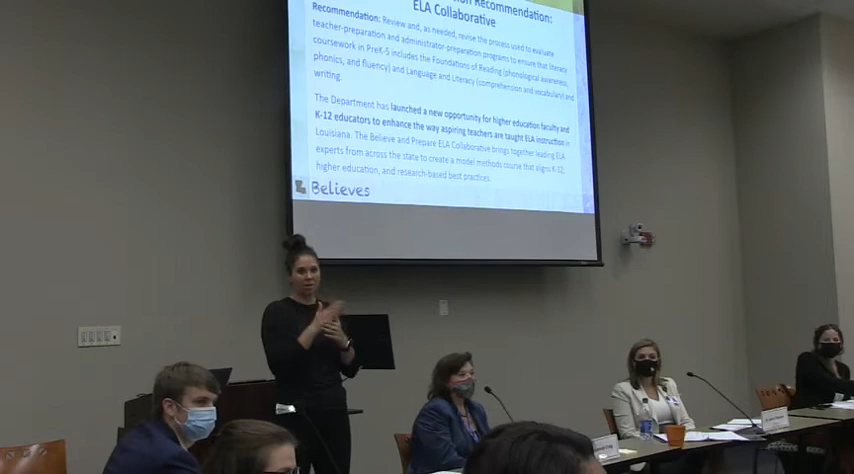 Recommendation:
ELA Collaborative
Recommendation: Review and, as needed, revise the process used to evaluate
teacher-preparation and administrator-preparation programs to ensure that literacy
coursework in PreK-5 includes the Foundations of Reading (phonological awareness,
phonics, and fluency) and Language and Literacy (comprehension and vocabulary) and
writing.
The Department has launched a new opportunity for higher education faculty and
K-12 educators to enhance the way aspiring teachers are taught ELA instruction in
Louisiana. The Believe and Prepare ELA Collaborative brings together leading ELA
experts from across the state to create a model methods course that aligns K-12,
higher education, and research-based best practices.
Believes